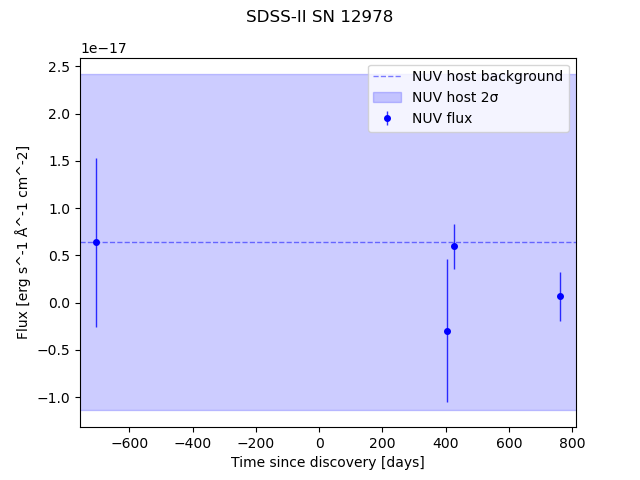 SDSS-II SN 12978
1e−17
NUV host background
NUV host 2σ
NUV flux
2.5
2.0
1.5
1.0
0.5
0.0
−0.5
−1.0
Flux [erg s^-1 Å^-1 cm^-2]
−600 −400 −200 0 200 400 600 800
Time since discovery [days]